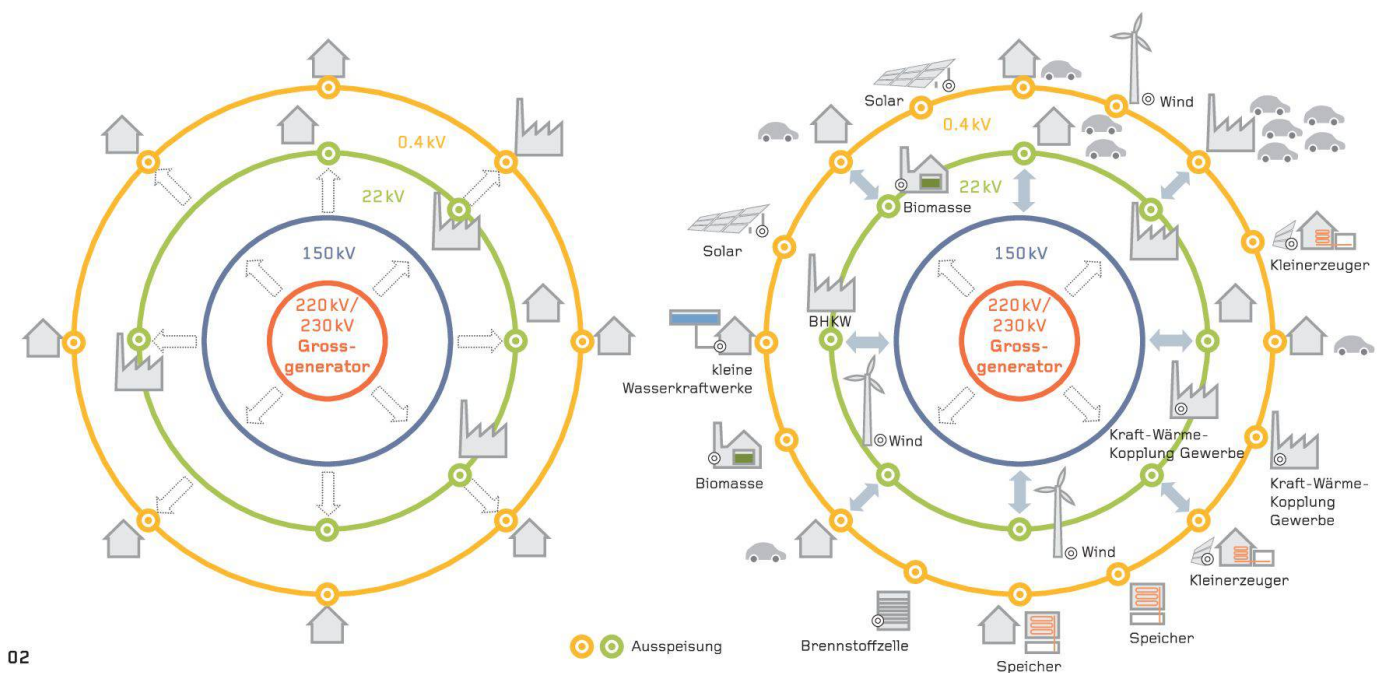 0.4 kV
22 kV
150 kV
220 kV/
230 kV
Gross-
generator
02
Ausspeisung
Solar
Wind
0.4 kV
22 kV
Biomasse
Solar
Kleinerzeuger
150 kV
BHKW
220 kV/
230 kV
Gross-
generator
kleine
Wasserkraftwerke
Wind
Kraft-Wärme-
Kopplung Gewerbe
Biomasse
Kraft-Wärme-
Kopplung
Gewerbe
Wind
Kleinerzeuger
Brennstoffzelle
Speicher
Speicher